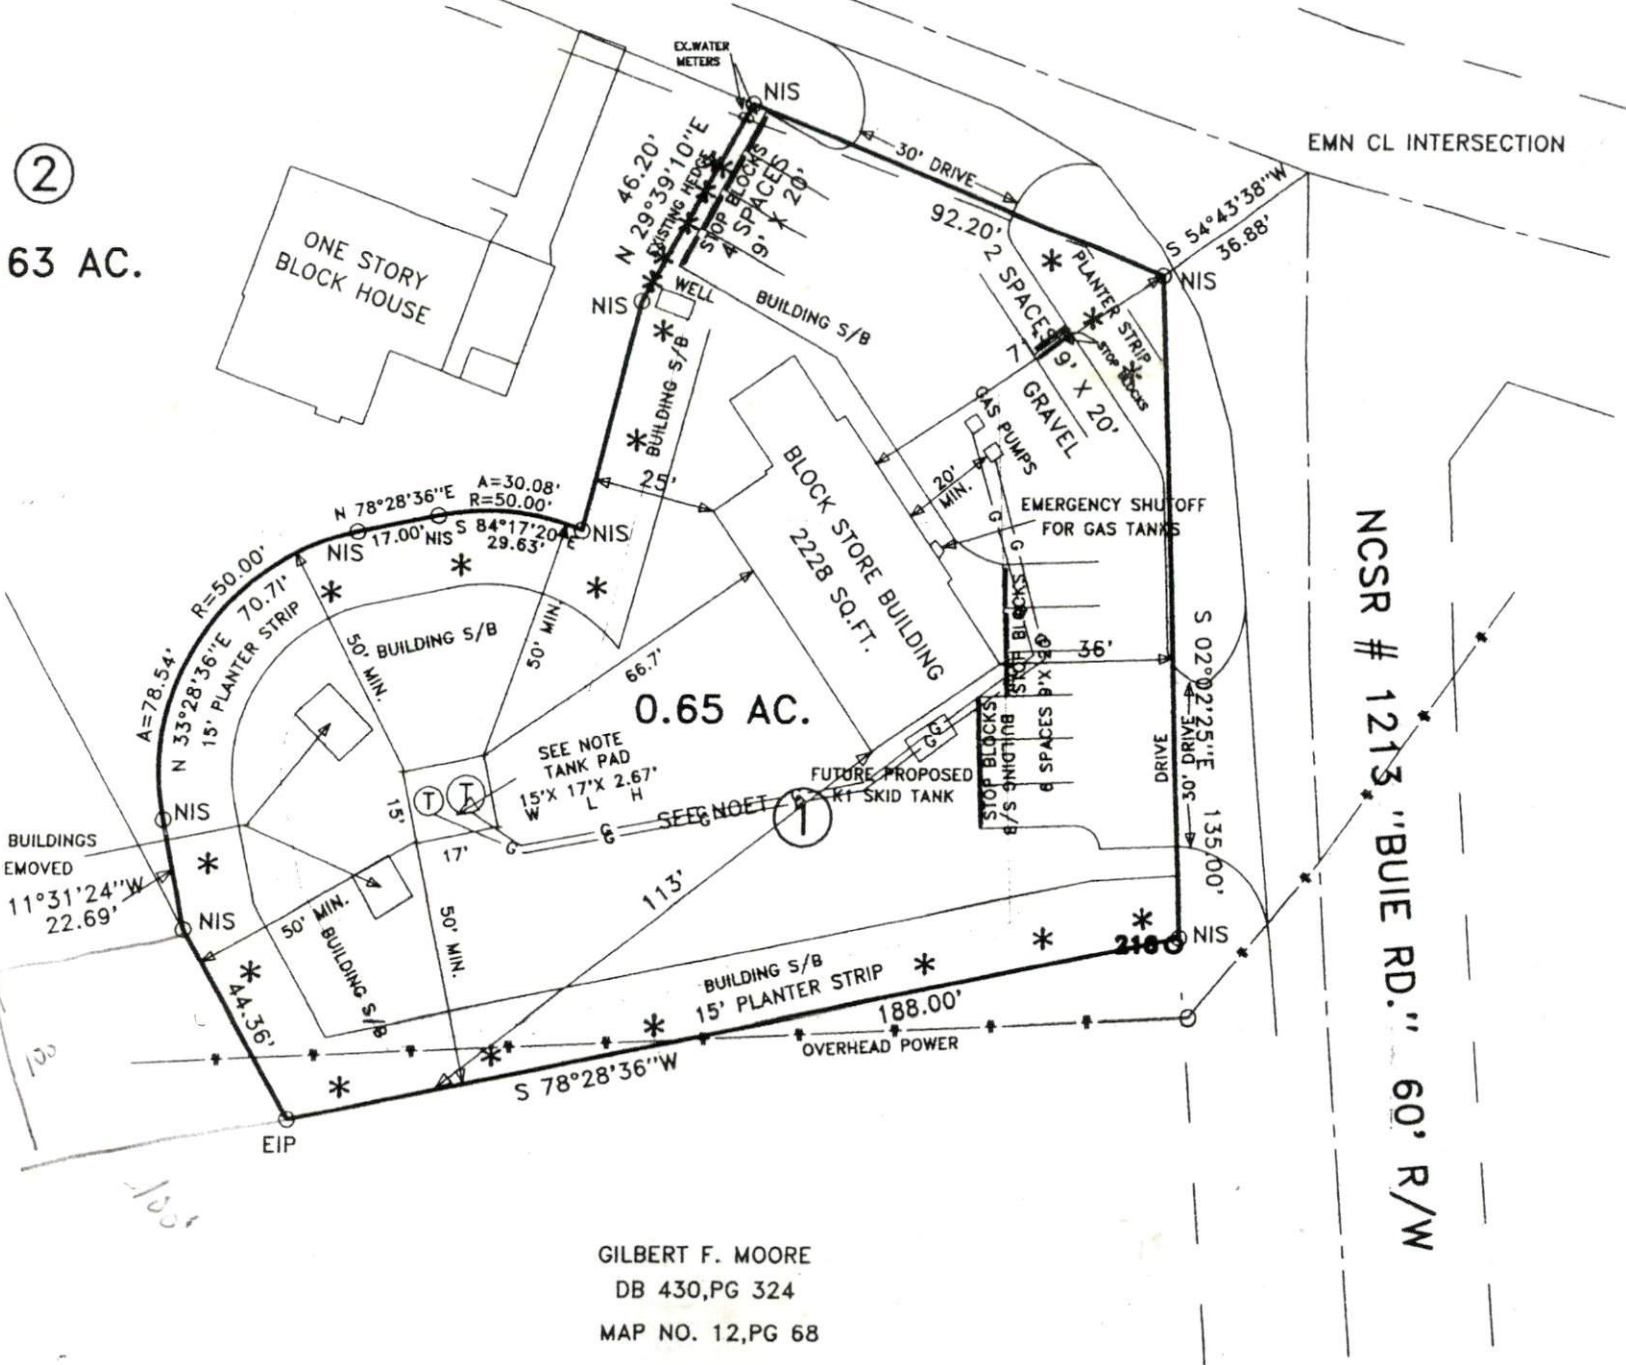 EX.WATER
METERS
NIS
EMN CL INTERSECTION
2
63 AC.
ONE STORY
BLOCK HOUSE
46.20'
N 29°39'10"E
EXISTING HEDGE
STOP BLOCKS
4 SPACES
9' X 20'
30' DRIVE
92.20'
S 54°43'38"W
36.88'
NIS
2 SPACES
9' X 20'
PLANTER STRIP
STOP BLOCKS
7'
GRAVEL
GAS PUMPS
WELL
NIS
BUILDING S/B
BUILDING S/B
25'
20'
MIN.
EMERGENCY SHUTOFF
FOR GAS TANKS
BLOCK STORE BUILDING
2228 SQ.FT.
N 78°28'36"E
17.00'
NIS
NIS
A=30.08'
R=50.00'
S 84°17'20" E
29.63'
NIS
R=50.00'
A=78.54'
N 33°28'36"E 70.71'
15' PLANTER STRIP
50' MIN.
BUILDING S/B
50' MIN.
66.7'
0.65 AC.
36'
STOP BLOCKS
STOP BLOCKS
BUILDING S/B
6 SPACES 9'X 20'
DRIVE
30' DRIVE
S 02°02'25"E 135.00'
NCSR # 1213 "BUIE RD." 60' R/W
SEE NOTE
TANK PAD
15'X 17'X 2.67'
W L H
T
T
15'
17'
FUTURE PROPOSED
K1 SKID TANK
SEE NOET
G
G
G
G
G
G
G
G
1
NIS
BUILDINGS
EMOVED
11°31'24"W
22.69'
NIS
50' MIN.
BUILDING S/B
50' MIN.
113'
44.36'
BUILDING S/B
15' PLANTER STRIP
188.00'
216
NIS
OVERHEAD POWER
S 78°28'36"W
EIP
100
100'
GILBERT F. MOORE
DB 430,PG 324
MAP NO. 12,PG 68